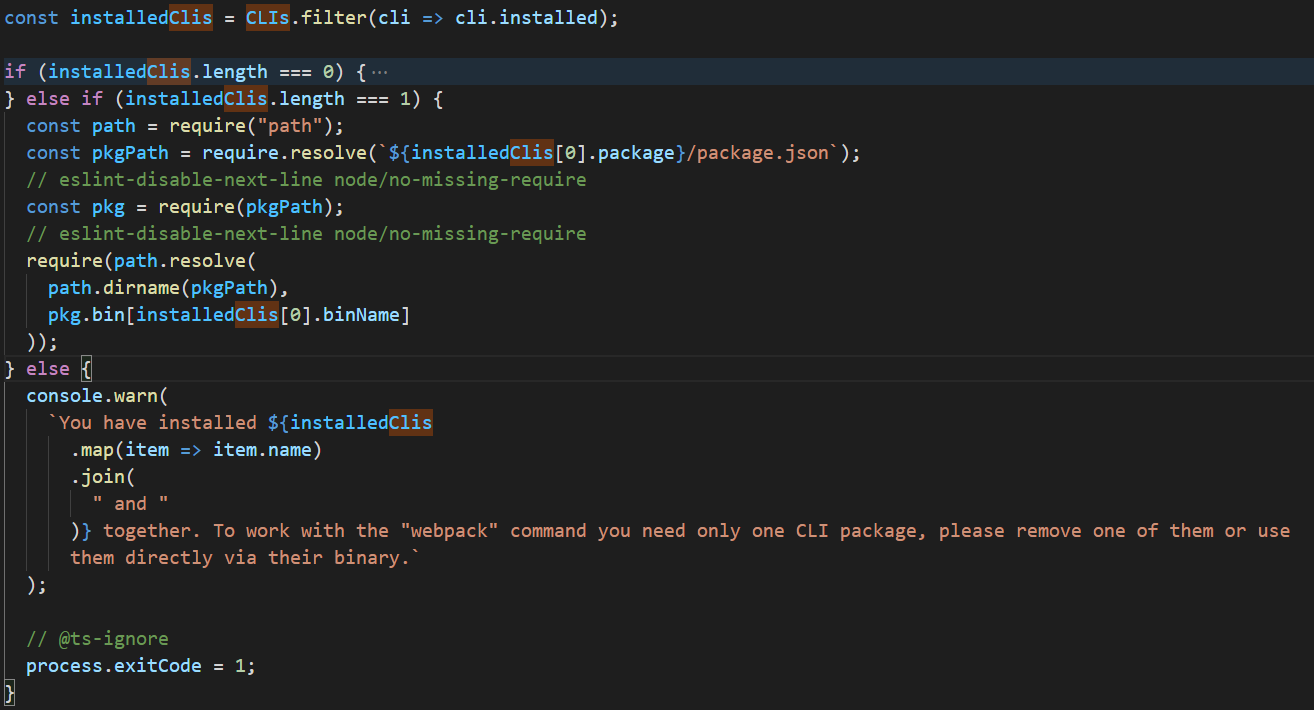 const installedClis = CLIs.filter(cli => cli.installed);

if (installedClis.length === 0) {···
} else if (installedClis.length === 1) {
  const path = require("path");
  const pkgPath = require.resolve(`${installedClis[0].package}/package.json`);
  // eslint-disable-next-line node/no-missing-require
  const pkg = require(pkgPath);
  // eslint-disable-next-line node/no-missing-require
  require(path.resolve(
    path.dirname(pkgPath),
    pkg.bin[installedClis[0].binName]
  ));
} else {
  console.warn(
    `You have installed ${installedClis
      .map(item => item.name)
      .join(
        " and "
      )} together. To work with the "webpack" command you need only one CLI package, please remove one of them or use
      them directly via their binary.`
  );

  // @ts-ignore
  process.exitCode = 1;
}